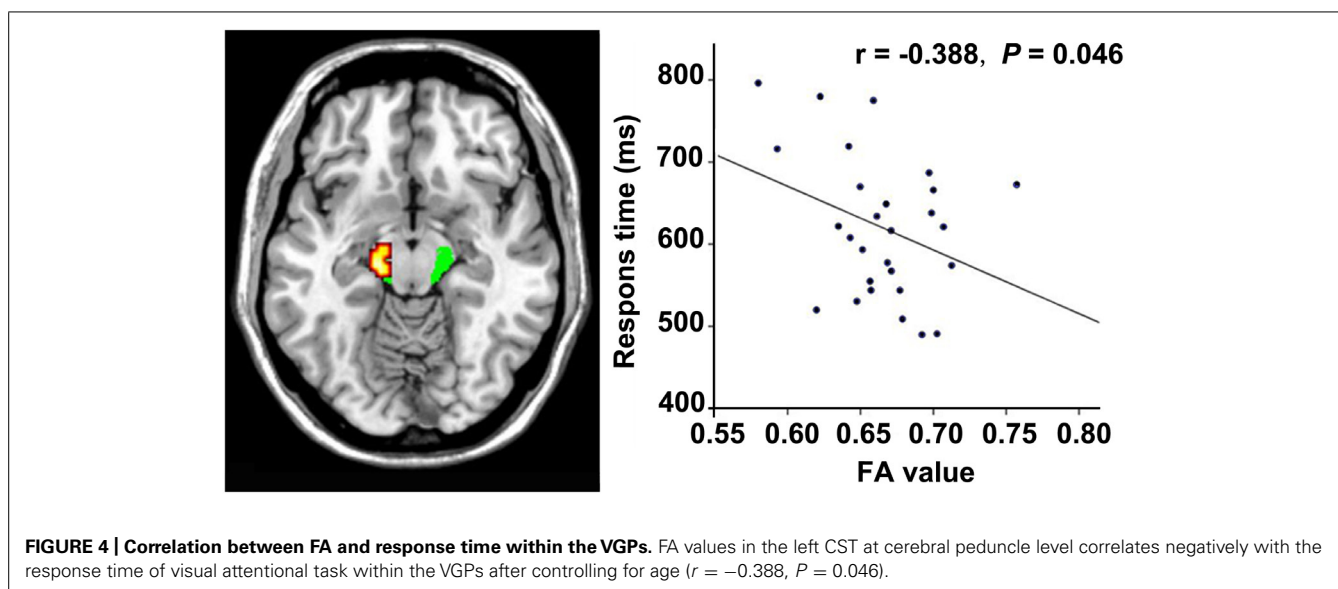 r = -0.388, P = 0.046
800
700
600
500
400
Respons time (ms)
0.55 0.60 0.65 0.70 0.75 0.80
FA value
FIGURE 4 | Correlation between FA and response time within the VGPs. FA values in the left CST at cerebral peduncle level correlates negatively with the
response time of visual attentional task within the VGPs after controlling for age (r = −0.388, P = 0.046).